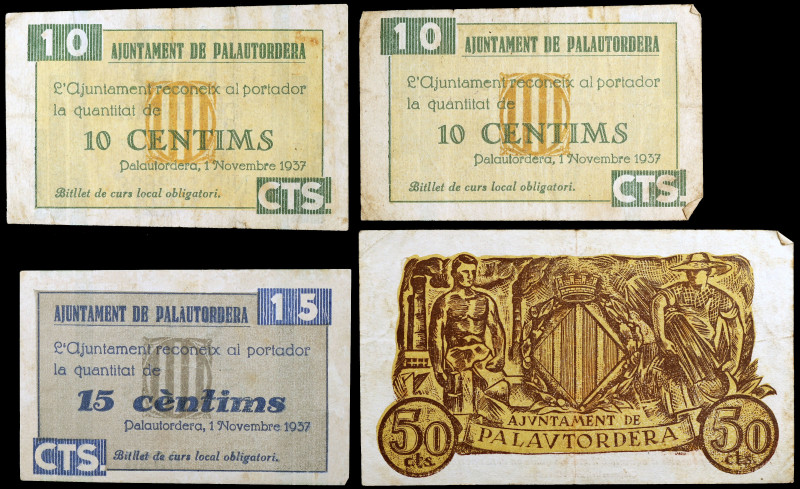 10 AJUNTAMENT DE PALAUTORDERA
L'Ajuntament reconeix al portador
la quantitat de
10 CENTIMS
Palautordera, 1 Novembre 1937
Bitllet de curs local obligatori.
CTS.
10 AJUNTAMENT DE PALAUTORDERA
L'Ajuntament reconeix al portador
la quantitat de
10 CENTIMS
Palautordera, 1 Novembre 1937
Bitllet de curs local obligatori.
CTS.
AJUNTAMENT DE PALAUTORDERA 15
L'Ajuntament reconeix al portador
la quantitat de
15 cèntims
Palautordera, 1 Novembre 1937
CTS. Bitllet de curs local obligatori.
AJVNTAMENT DE
PALAVTORDERA
50 cts.
50 cts.